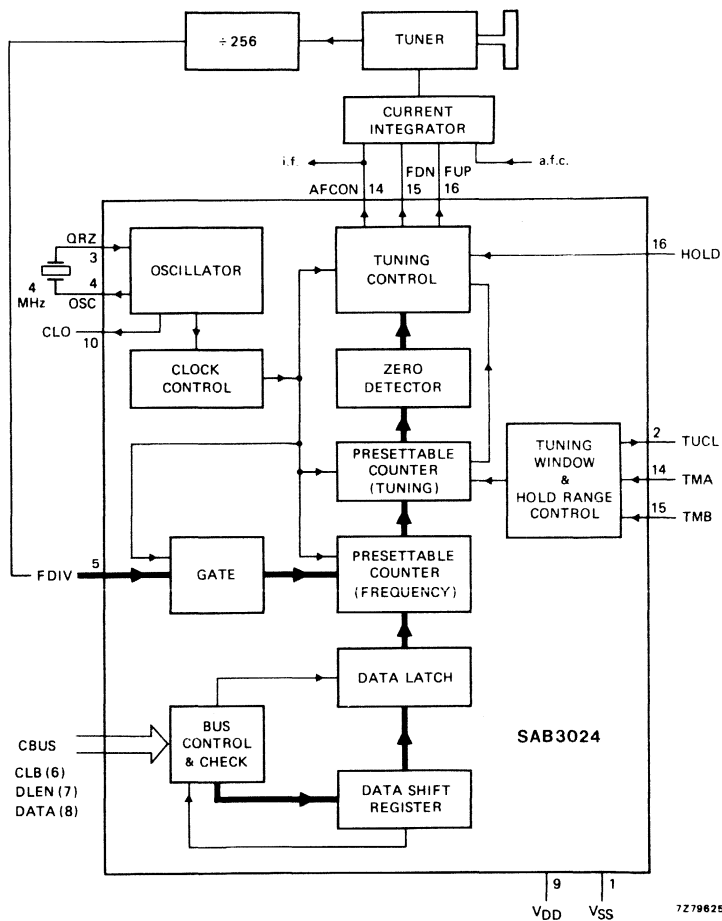 ÷256
TUNER
CURRENT
INTEGRATOR
i.f.
a.f.c.
FDN FUP
AFCON 14 15 16
QRZ
3
4
4
MHz
OSC
CLO
10
OSCILLATOR
TUNING
CONTROL
16
HOLD
CLOCK
CONTROL
ZERO
DETECTOR
PRESETTABLE
COUNTER
(TUNING)
TUNING
WINDOW
&
HOLD RANGE
CONTROL
2
TUCL
14
TMA
15
TMB
5
FDIV
GATE
PRESETTABLE
COUNTER
(FREQUENCY)
DATA LATCH
CBUS
CLB (6)
DLEN (7)
DATA (8)
BUS
CONTROL
& CHECK
SAB3024
DATA SHIFT
REGISTER
9
1
VDD
VSS
7Z79625